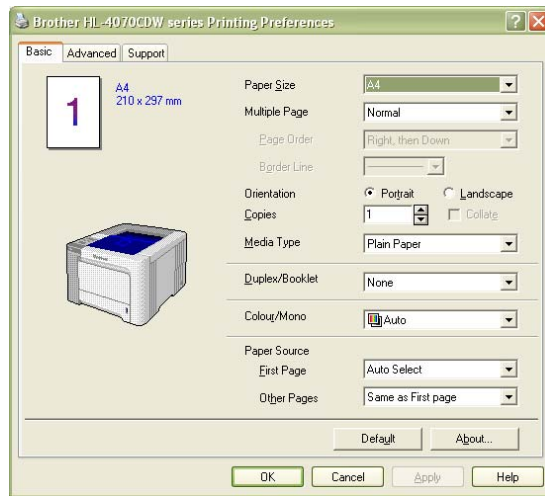 Brother HL-4070CDW series Printing Preferences
Basic Advanced Support
1
A4
210 x 297 mm
Paper Size A4
Multiple Page Normal
Page Order Right, then Down
Border Line
Orientation Portrait Landscape
Copies 1 Collate
Media Type Plain Paper
Duplex/Booklet None
Colour/Mono Auto
Paper Source
First Page Auto Select
Other Pages Same as First page
Default About...
OK Cancel Apply Help